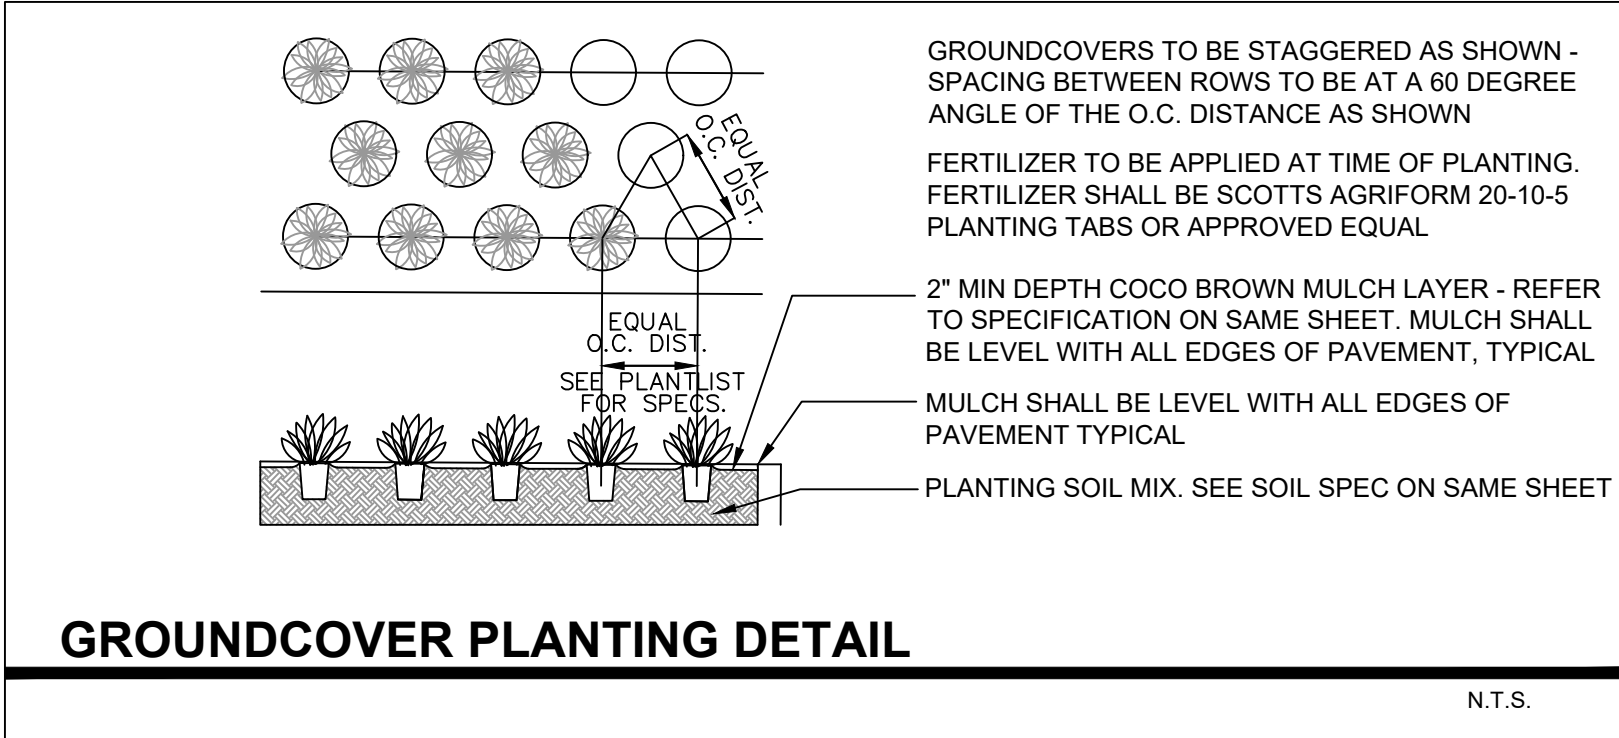 GROUNDCOVERS TO BE STAGGERED AS SHOWN -
SPACING BETWEEN ROWS TO BE AT A 60 DEGREE
ANGLE OF THE O.C. DISTANCE AS SHOWN
FERTILIZER TO BE APPLIED AT TIME OF PLANTING.
FERTILIZER SHALL BE SCOTTS AGRIFORM 20-10-5
PLANTING TABS OR APPROVED EQUAL
EQUAL
O.C. DIST.
2" MIN DEPTH COCO BROWN MULCH LAYER - REFER
TO SPECIFICATION ON SAME SHEET. MULCH SHALL
BE LEVEL WITH ALL EDGES OF PAVEMENT, TYPICAL
EQUAL
O.C. DIST.
SEE PLANTLIST
FOR SPECS.
MULCH SHALL BE LEVEL WITH ALL EDGES OF
PAVEMENT TYPICAL
PLANTING SOIL MIX. SEE SOIL SPEC ON SAME SHEET
GROUNDCOVER PLANTING DETAIL
N.T.S.